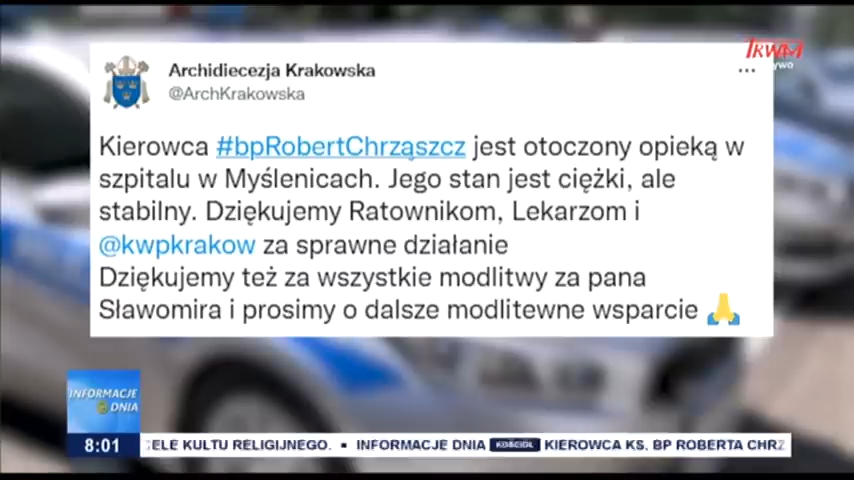 TRWAM
Archidiecezja Krakowska
@ArchKrakowska
Kierowca #bpRobertChrząszcz jest otoczony opieką w
szpitalu w Myślenicach. Jego stan jest ciężki, ale
stabilny. Dziękujemy Ratownikom, Lekarzom i
@kwpkrakow za sprawne działanie
Dziękujemy też za wszystkie modlitwy za pana
Sławomira i prosimy o dalsze modlitewne wsparcie 🙏
INFORMACJE
DNIA
8:01 ELE KULTU RELIGIJNEGO. ▪ INFORMACJE DNIA KOŚCIÓŁ KIEROWCA KS. BP ROBERTA CHRZ